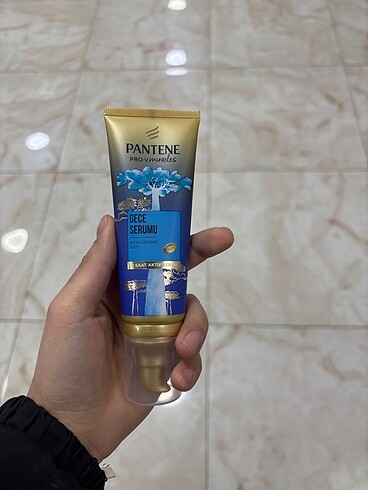 PANTENE
PRO-V miracles
GECE
SERUMU
SAAT AKTİF